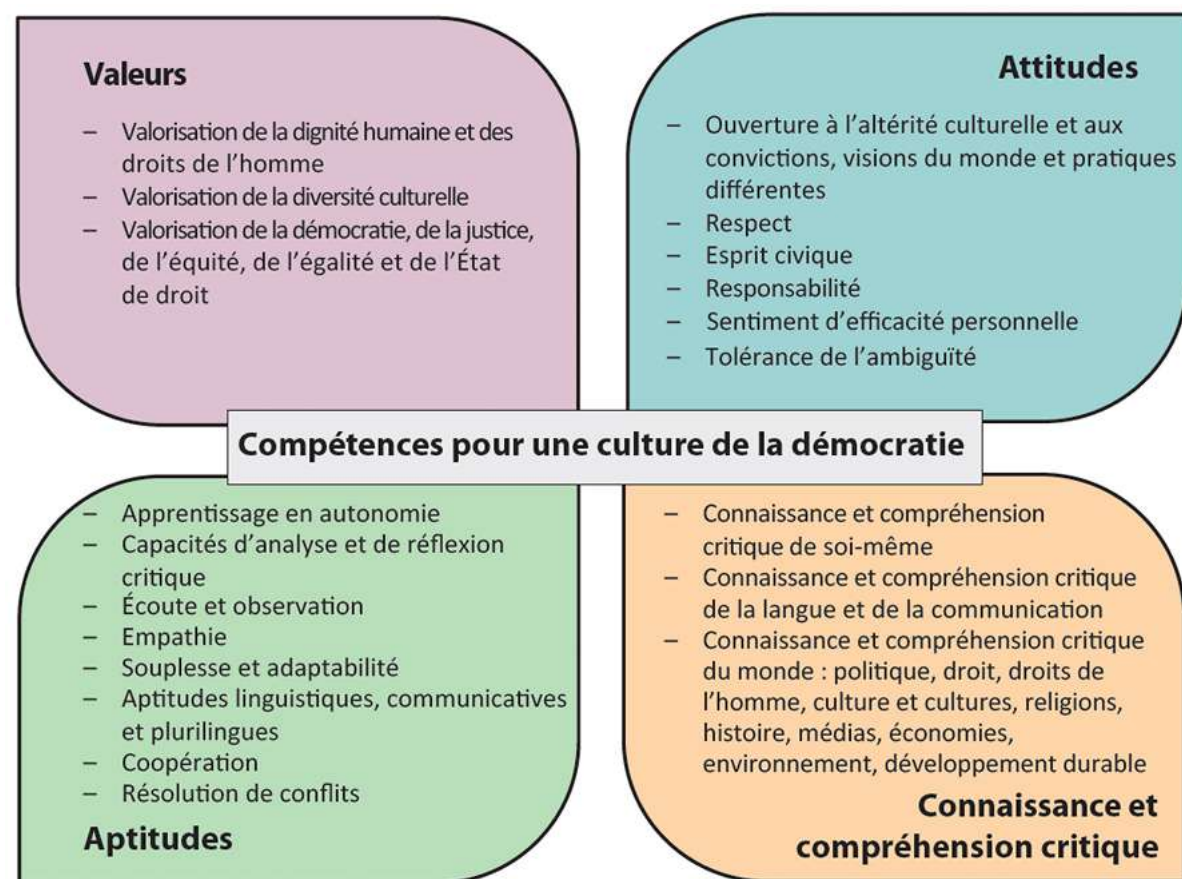 Valeurs
– Valorisation de la dignité humaine et des
droits de l’homme
– Valorisation de la diversité culturelle
– Valorisation de la démocratie, de la justice,
de l’équité, de l’égalité et de l’État
de droit
Attitudes
– Ouverture à l’altérité culturelle et aux
convictions, visions du monde et pratiques
différentes
– Respect
– Esprit civique
– Responsabilité
– Sentiment d’efficacité personnelle
– Tolérance de l’ambiguïté
Compétences pour une culture de la démocratie
– Apprentissage en autonomie
– Capacités d’analyse et de réflexion
critique
– Écoute et observation
– Empathie
– Souplesse et adaptabilité
– Aptitudes linguistiques, communicatives
et plurilingues
– Coopération
– Résolution de conflits
Aptitudes
– Connaissance et compréhension
critique de soi-même
– Connaissance et compréhension critique
de la langue et de la communication
– Connaissance et compréhension critique
du monde : politique, droit, droits de
l’homme, culture et cultures, religions,
histoire, médias, économies,
environnement, développement durable
Connaissance et
compréhension critique